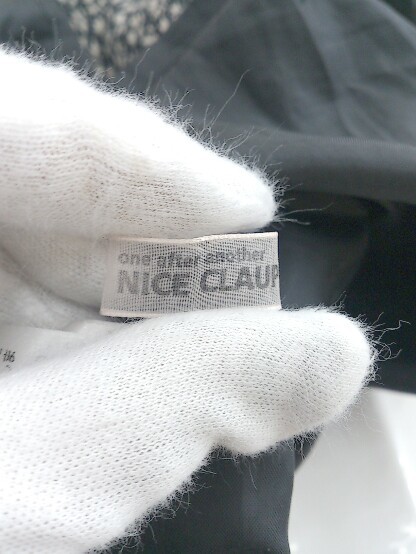 one after another
NICE CLAUP